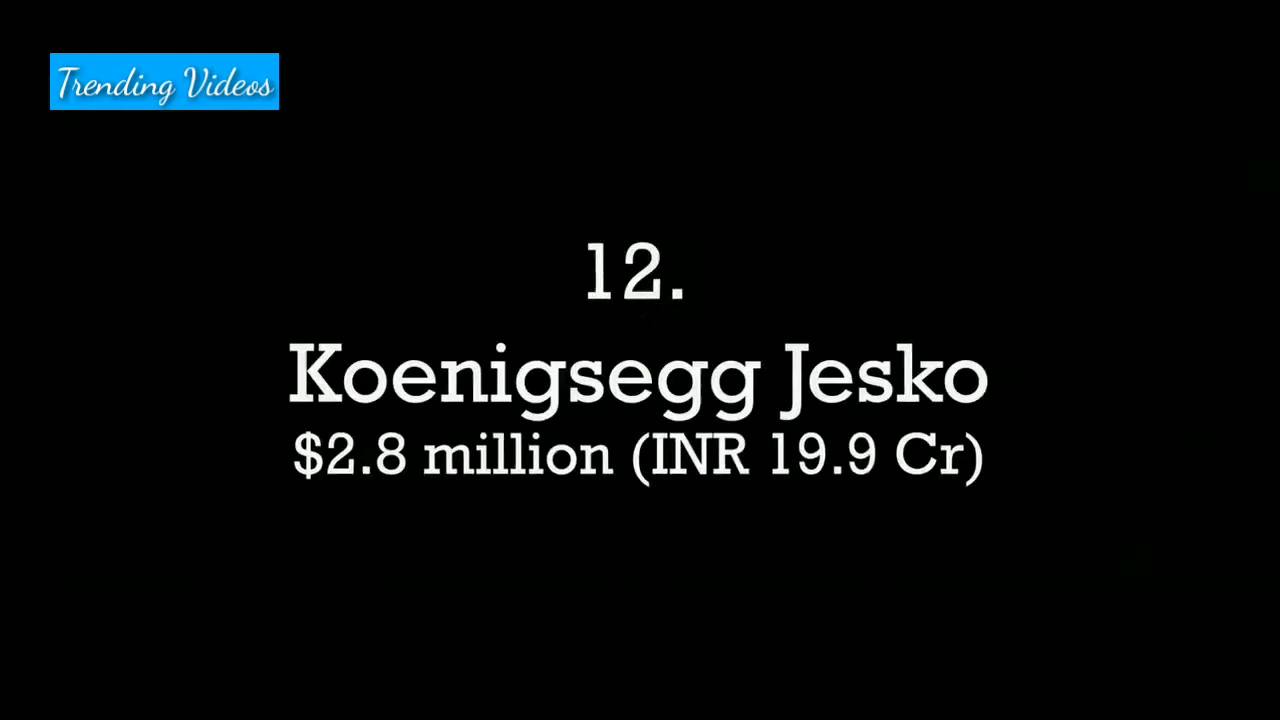 Trending Videos
12.
Koenigsegg Jesko
$2.8 million (INR 19.9 Cr)